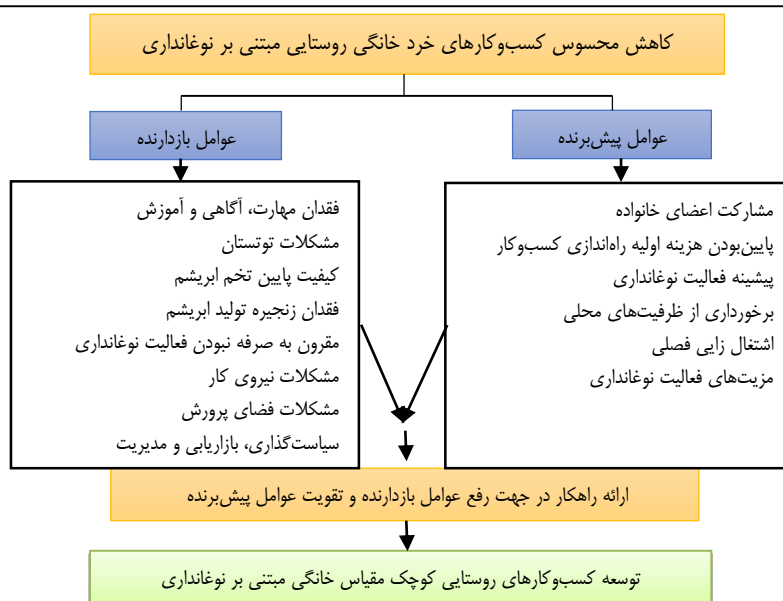 کاهش محسوس کسب‌وکارهای خرد خانگی روستایی مبتنی بر نوغانداری
عوامل پیش‌برنده
عوامل بازدارنده
مشارکت اعضای خانواده
پایین‌بودن هزینه اولیه راه‌اندازی کسب‌وکار
پیشینه فعالیت نوغانداری
برخورداری از ظرفیت‌های محلی
اشتغال زایی فصلی
مزیت‌های فعالیت نوغانداری
فقدان مهارت، آگاهی و آموزش
مشکلات توتستان
کیفیت پایین تخم ابریشم
فقدان زنجیره تولید ابریشم
مقرون به صرفه نبودن فعالیت نوغانداری
مشکلات نیروی کار
مشکلات فضای پرورش
سیاست‌گذاری، بازاریابی و مدیریت
ارائه راهکار در جهت رفع عوامل بازدارنده و تقویت عوامل پیش‌برنده
توسعه کسب‌وکارهای روستایی کوچک مقیاس خانگی مبتنی بر نوغانداری